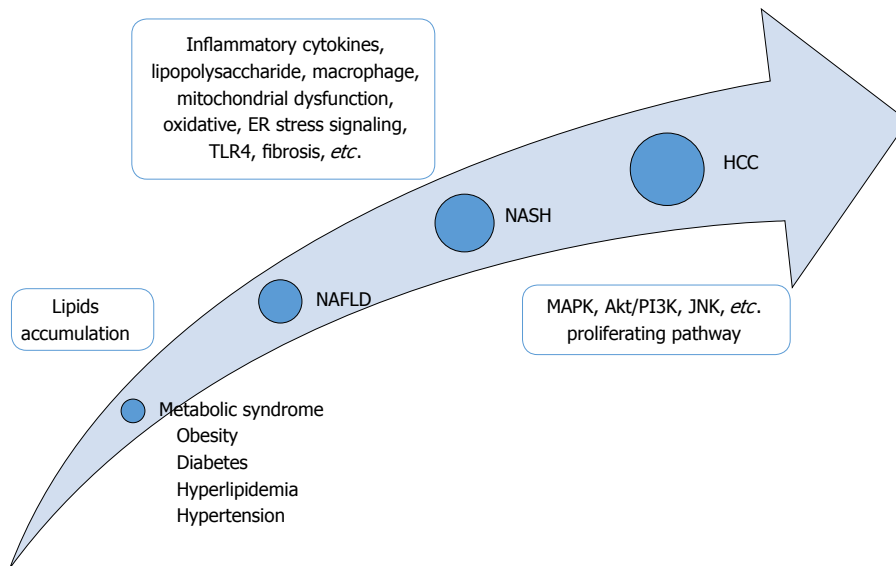 Inflammatory cytokines,
lipopolysaccharide, macrophage,
mitochondrial dysfunction,
oxidative, ER stress signaling,
TLR4, fibrosis, etc.
HCC
NASH
NAFLD
Lipids
accumulation
MAPK, Akt/PI3K, JNK, etc.
proliferating pathway
Metabolic syndrome
Obesity
Diabetes
Hyperlipidemia
Hypertension